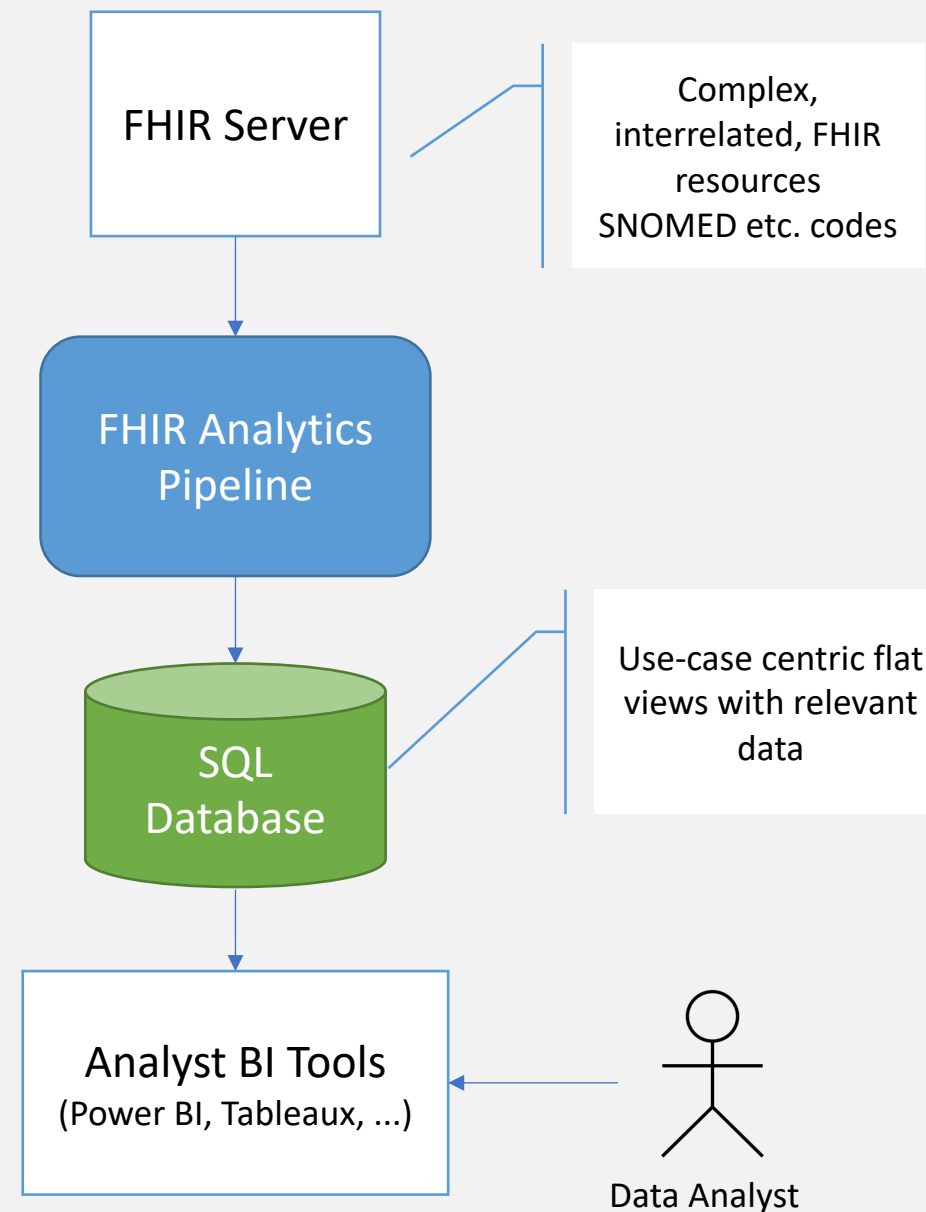 FHIR Server
Complex,
interrelated, FHIR
resources
SNOMED etc. codes
FHIR Analytics
Pipeline
SQL
Database
Use-case centric flat
views with relevant
data
Analyst BI Tools
(Power BI, Tableaux, ...)
Data Analyst